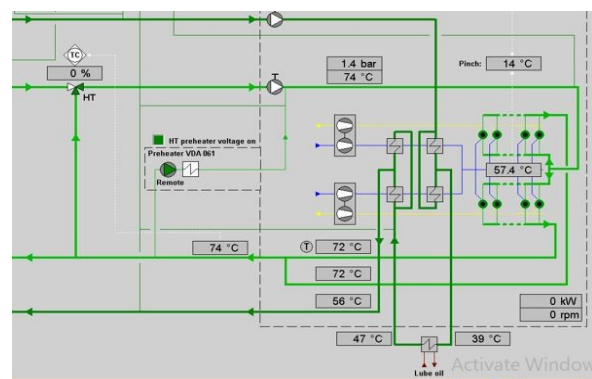 TC
0 %
HT
1.4 bar
74 °C
Pinch: 14 °C
HT preheater voltage on
Preheater VDA 061
Remote
57.4 °C
74 °C
T 72 °C
72 °C
56 °C
0 kW
0 rpm
47 °C
39 °C
Lube oil
Activate Window